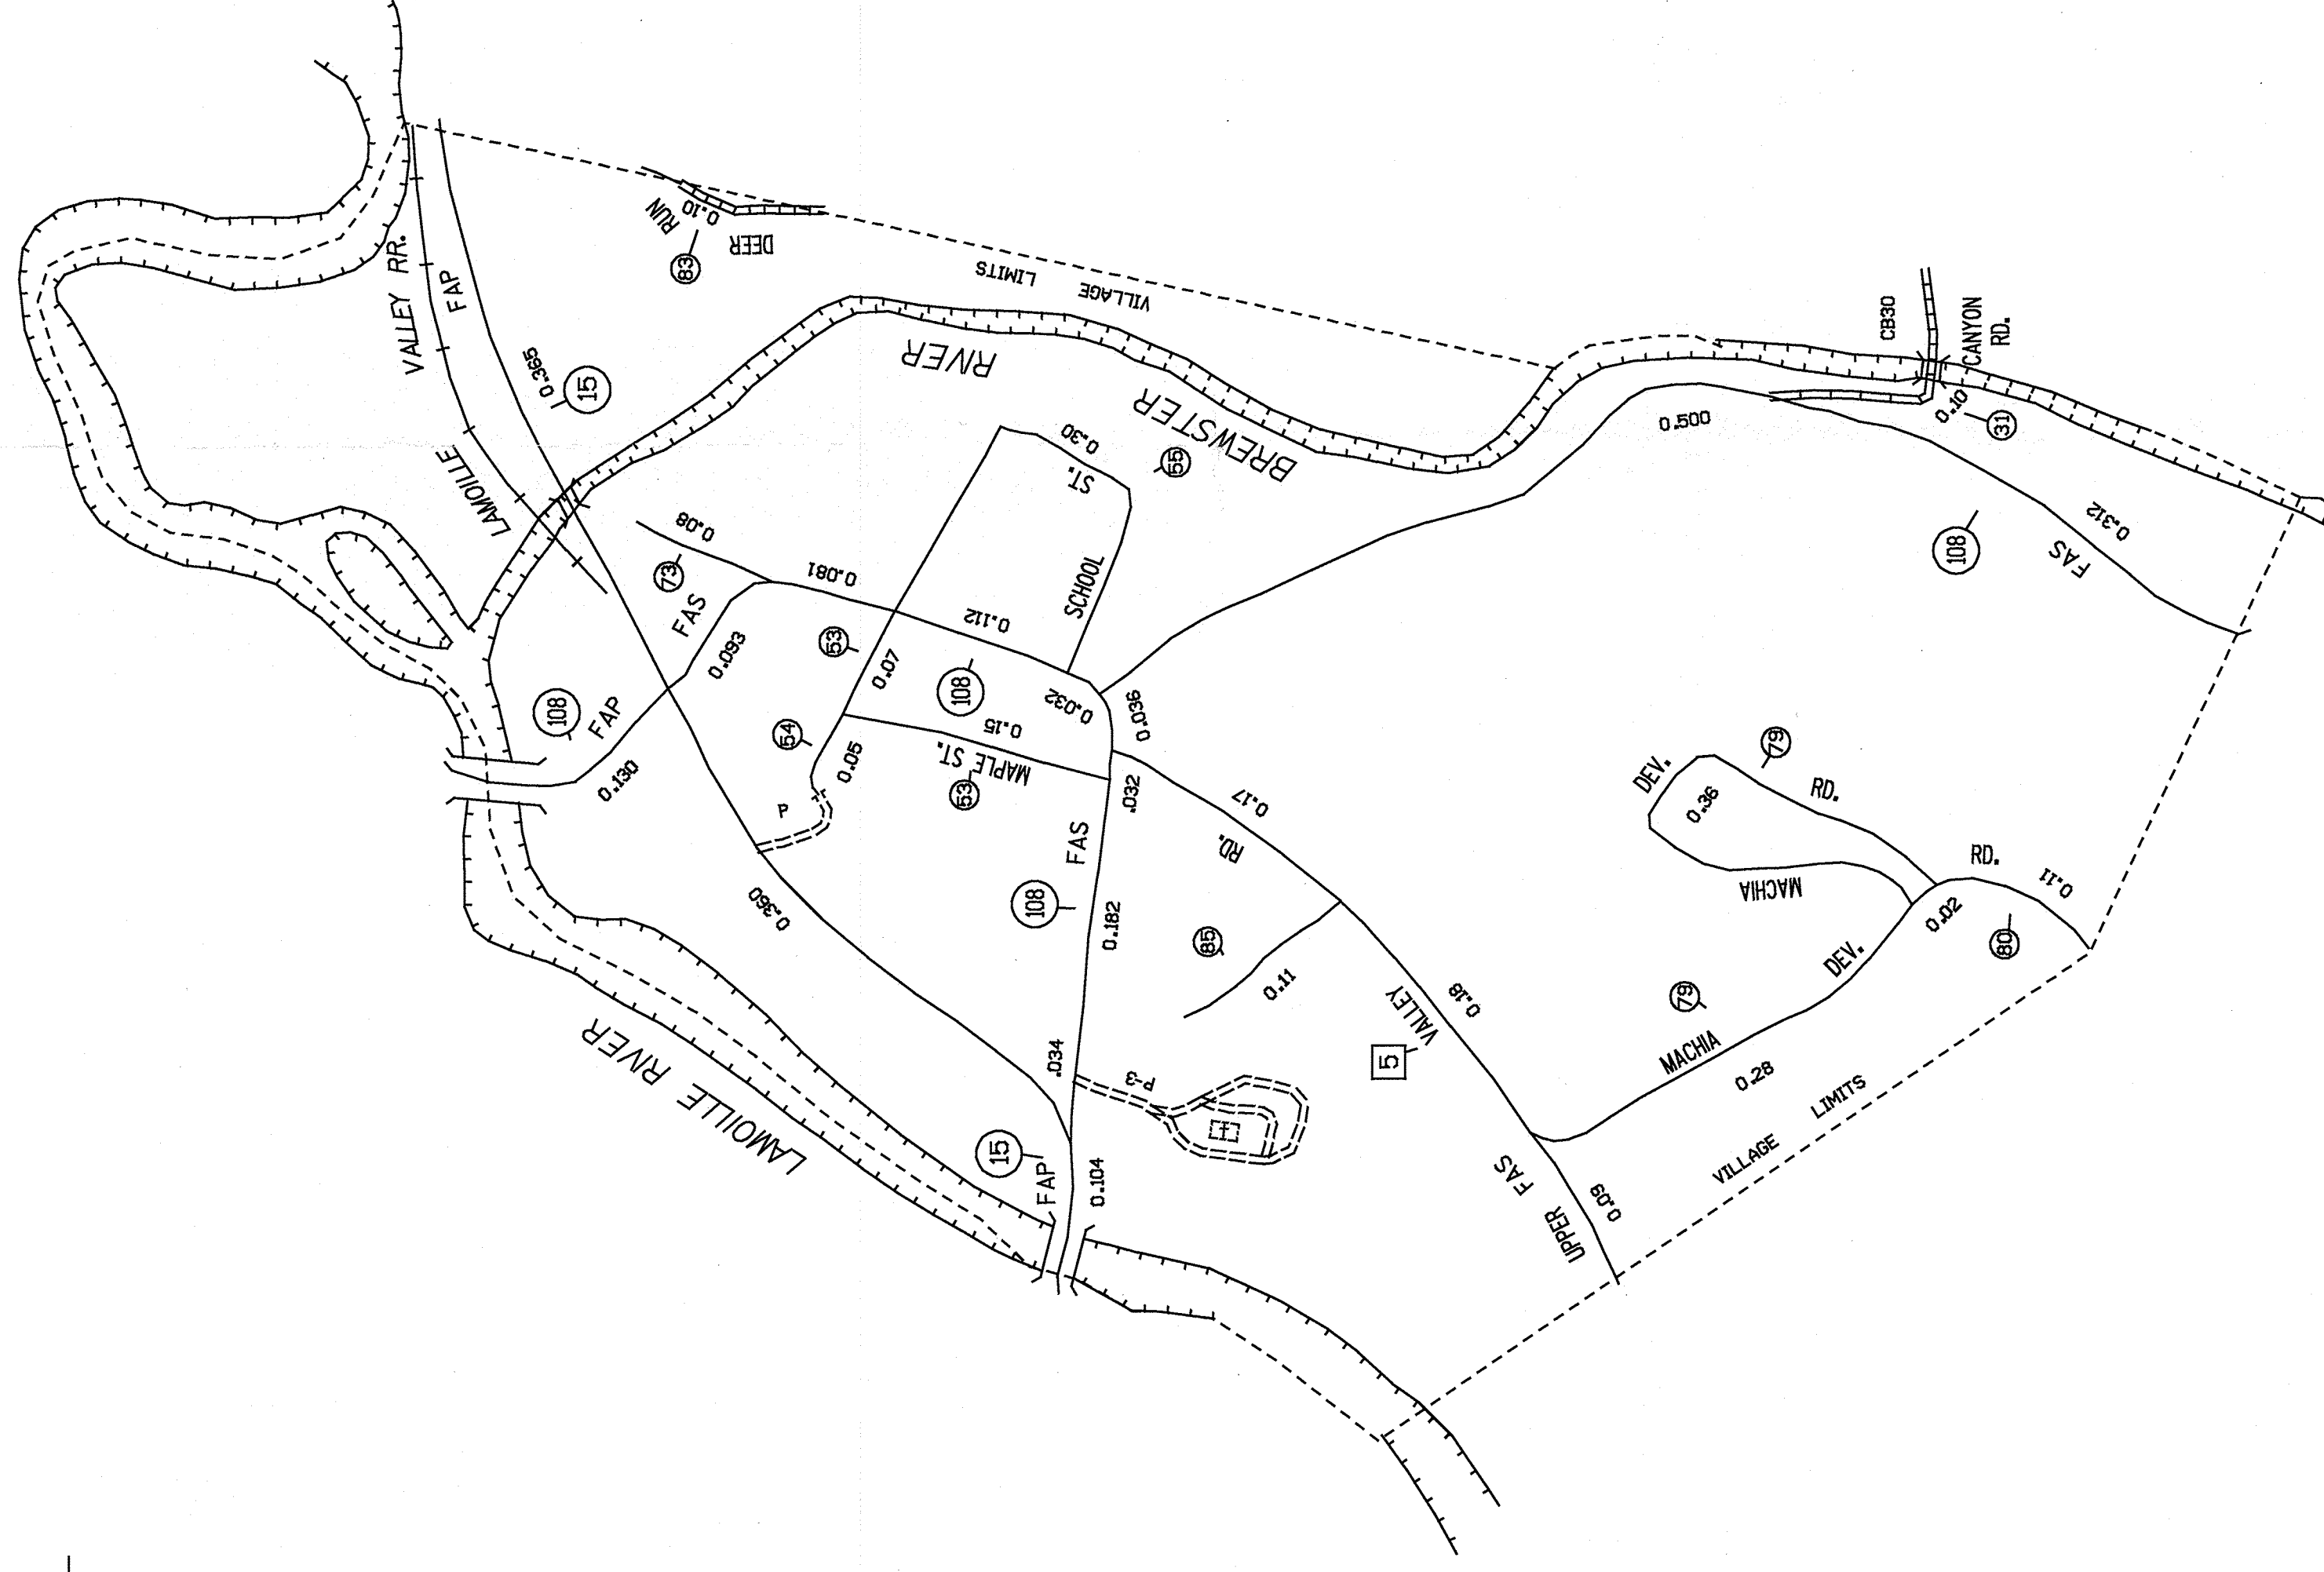 VALLEY RR.
FAP
LAMOILLE
0.365
15
RUN
0.10
83
DEER
VILLAGE LIMITS
BREWSTER RIVER
CB30
CANYON
RD.
0.10
31
0.500
108
FAS
0.312
0.08
73
FAS
0.093
0.081
53
0.07
0.112
108
0.30
ST.
55
SCHOOL
0.032
0.036
108
FAP
0.130
54
0.05
P
0.15
MAPLE ST.
53
.032
FAS
108
0.182
0.360
.034
P-3
15
FAP
0.104
LAMOILLE RIVER
0.17
RD.
85
0.11
VALLEY
5
0.18
UPPER
FAS
0.09
DEV.
0.36
79
RD.
MACHIA
RD.
0.11
0.02
80
DEV.
79
MACHIA
0.28
VILLAGE LIMITS